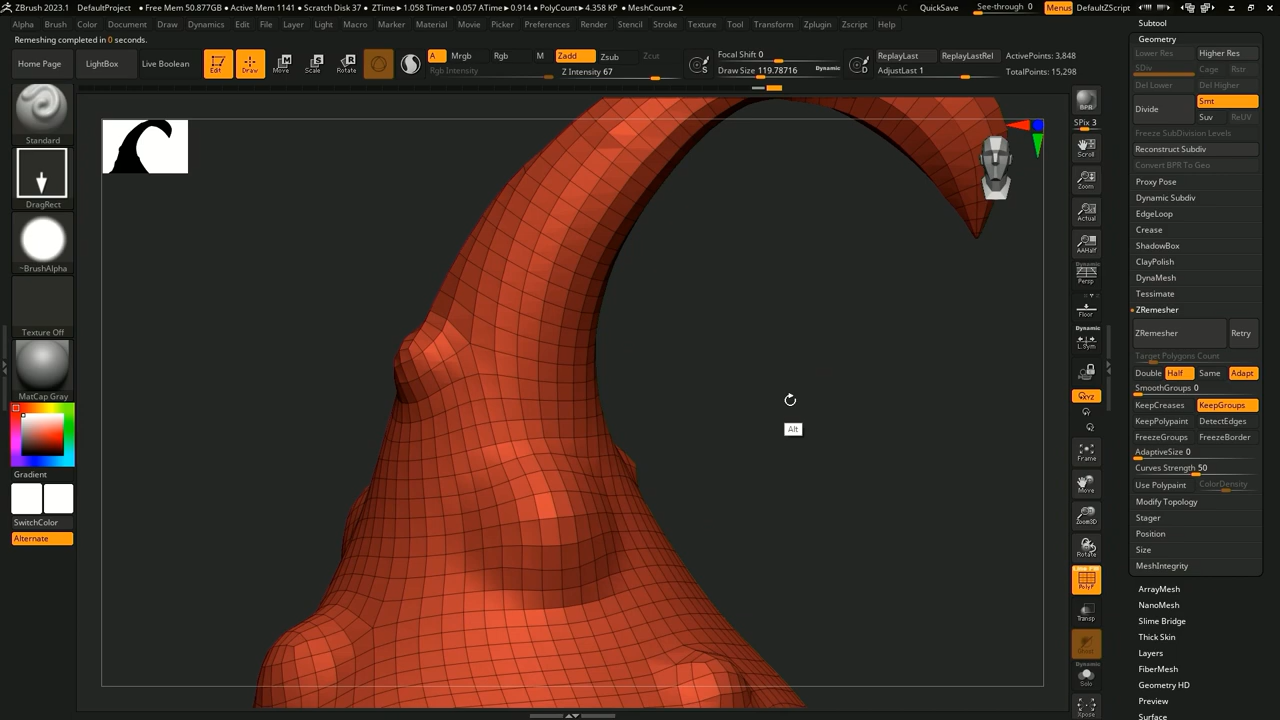 ZBrush 2023.1 DefaultProject • Free Mem 50.877GB • Active Mem 1141 • Scratch Disk 37 • ZTime▸1.058 Timer▸0.057 ATime▸0.914 • PolyCount▸4.358 KP • MeshCount▸2 AC QuickSave See-through 0 Menus DefaultZScript
Alpha Brush Color Document Draw Dynamics Edit File Layer Light Macro Marker Material Movie Picker Preferences Render Stencil Stroke Texture Tool Transform Zplugin Zscript Help
Remeshing completed in 0 seconds.
Home Page LightBox Live Boolean
Edit Draw Move Scale Rotate
A Mrgb Rgb M Zadd Zsub Zcut
Rgb Intensity Z Intensity 67
Focal Shift 0
Draw Size 119.78716 Dynamic
ReplayLast ReplayLastRel
AdjustLast 1
ActivePoints: 3,848
TotalPoints: 15,298
Standard
DragRect
~BrushAlpha
Texture Off
MatCap Gray
Gradient
SwitchColor
Alternate
Alt
BPR
SPix 3
Scroll
Zoom
Actual
AAHalf
Dynamic
Persp
Floor
Dynamic
L.Sym
XYZ
Frame
Move
Zoom3D
Rotate
Line Fill
PolyF
Transp
Ghost
Dynamic
Solo
Xpose
Subtool
Geometry
Lower Res Higher Res
SDiv Cage Rstr
Del Lower Del Higher
Divide Smt
Suv ReUV
Freeze SubDivision Levels
Reconstruct Subdiv
Convert BPR To Geo
Proxy Pose
Dynamic Subdiv
EdgeLoop
Crease
ShadowBox
ClayPolish
DynaMesh
Tessimate
ZRemesher
ZRemesher Retry
Target Polygons Count
Double Half Same Adapt
SmoothGroups 0
KeepCreases KeepGroups
KeepPolypaint DetectEdges
FreezeGroups FreezeBorder
AdaptiveSize 0
Curves Strength 50
Use Polypaint ColorDensity
Modify Topology
Stager
Position
Size
MeshIntegrity
ArrayMesh
NanoMesh
Slime Bridge
Thick Skin
Layers
FiberMesh
Geometry HD
Preview
Surface